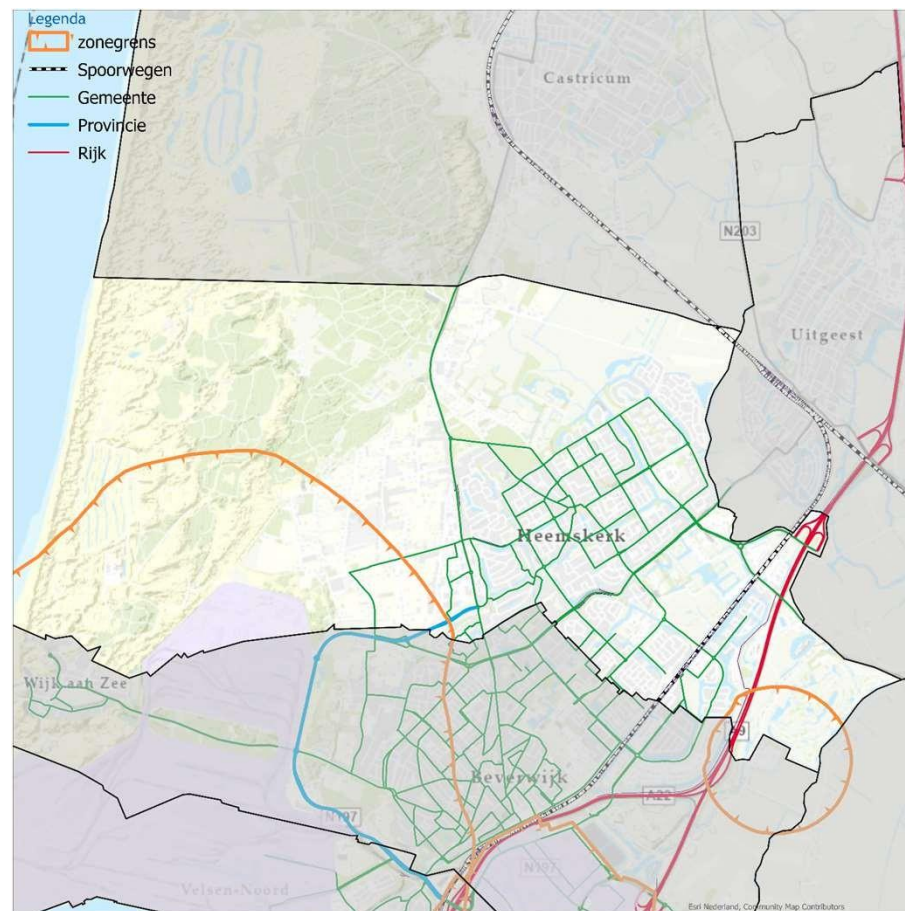 Legenda
zonegrens
Spoorwegen
Gemeente
Provincie
Rijk
Castricum
N203
Uitgeest
Heemskerk
Wijk aan Zee
A9
Beverwijk
A22
N197
N197
Velsen-Noord
Esri Nederland, Community Map Contributors